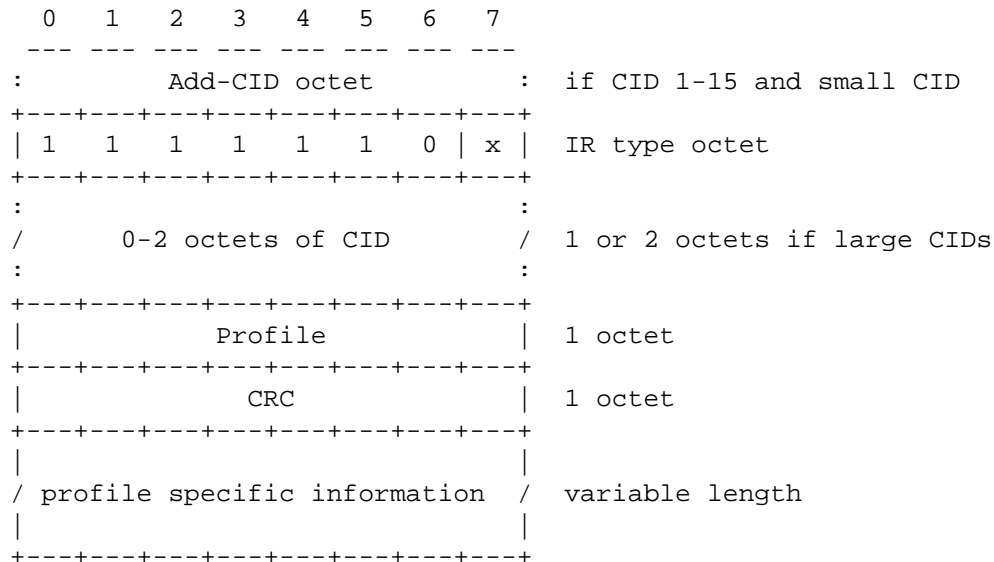 0   1   2   3   4   5   6   7
 --- --- --- --- --- --- --- ---
:         Add-CID octet         :  if CID 1-15 and small CID
+---+---+---+---+---+---+---+---+
| 1   1   1   1   1   1   0 | x |  IR type octet
+---+---+---+---+---+---+---+---+
:                               :
/      0-2 octets of CID        /  1 or 2 octets if large CIDs
:                               :
+---+---+---+---+---+---+---+---+
|            Profile            |  1 octet
+---+---+---+---+---+---+---+---+
|              CRC              |  1 octet
+---+---+---+---+---+---+---+---+
|                               |
/ profile specific information  /  variable length
|                               |
+---+---+---+---+---+---+---+---+